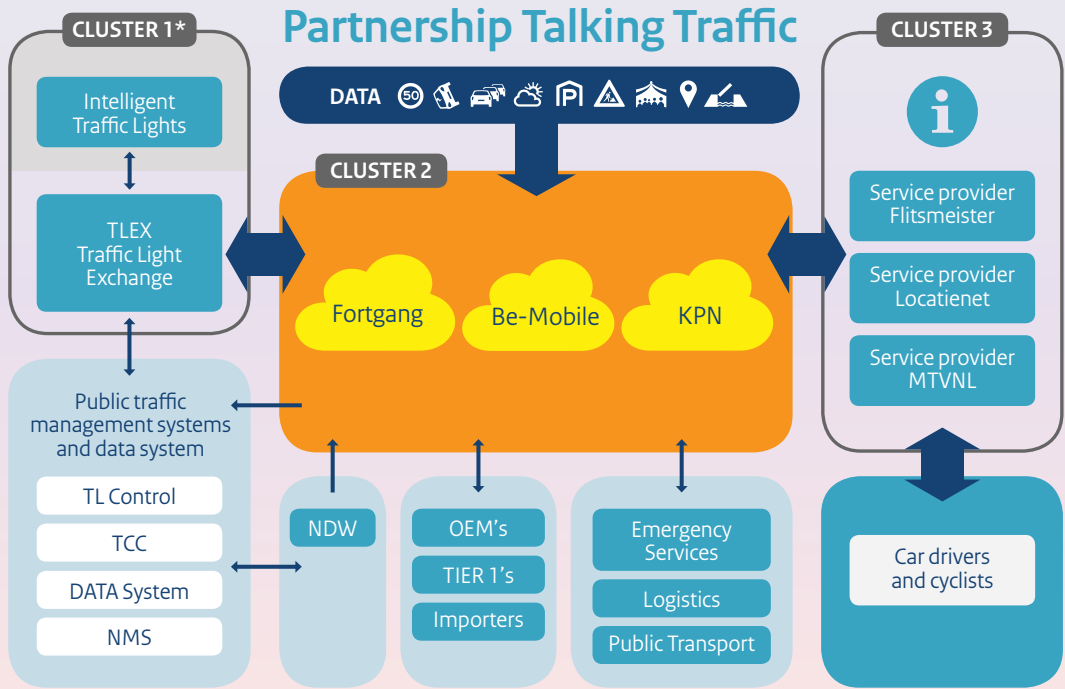 Partnership Talking Traffic
CLUSTER 1*
Intelligent
Traffic Lights
TLEX
Traffic Light
Exchange
Public traffic
management systems
and data system
TL Control
TCC
DATA System
NMS
DATA
50
P
CLUSTER 2
Fortgang
Be-Mobile
KPN
NDW
OEM's
TIER 1's
Importers
Emergency
Services
Logistics
Public Transport
CLUSTER 3
i
Service provider
Flitsmeister
Service provider
Locatienet
Service provider
MTVNL
Car drivers
and cyclists